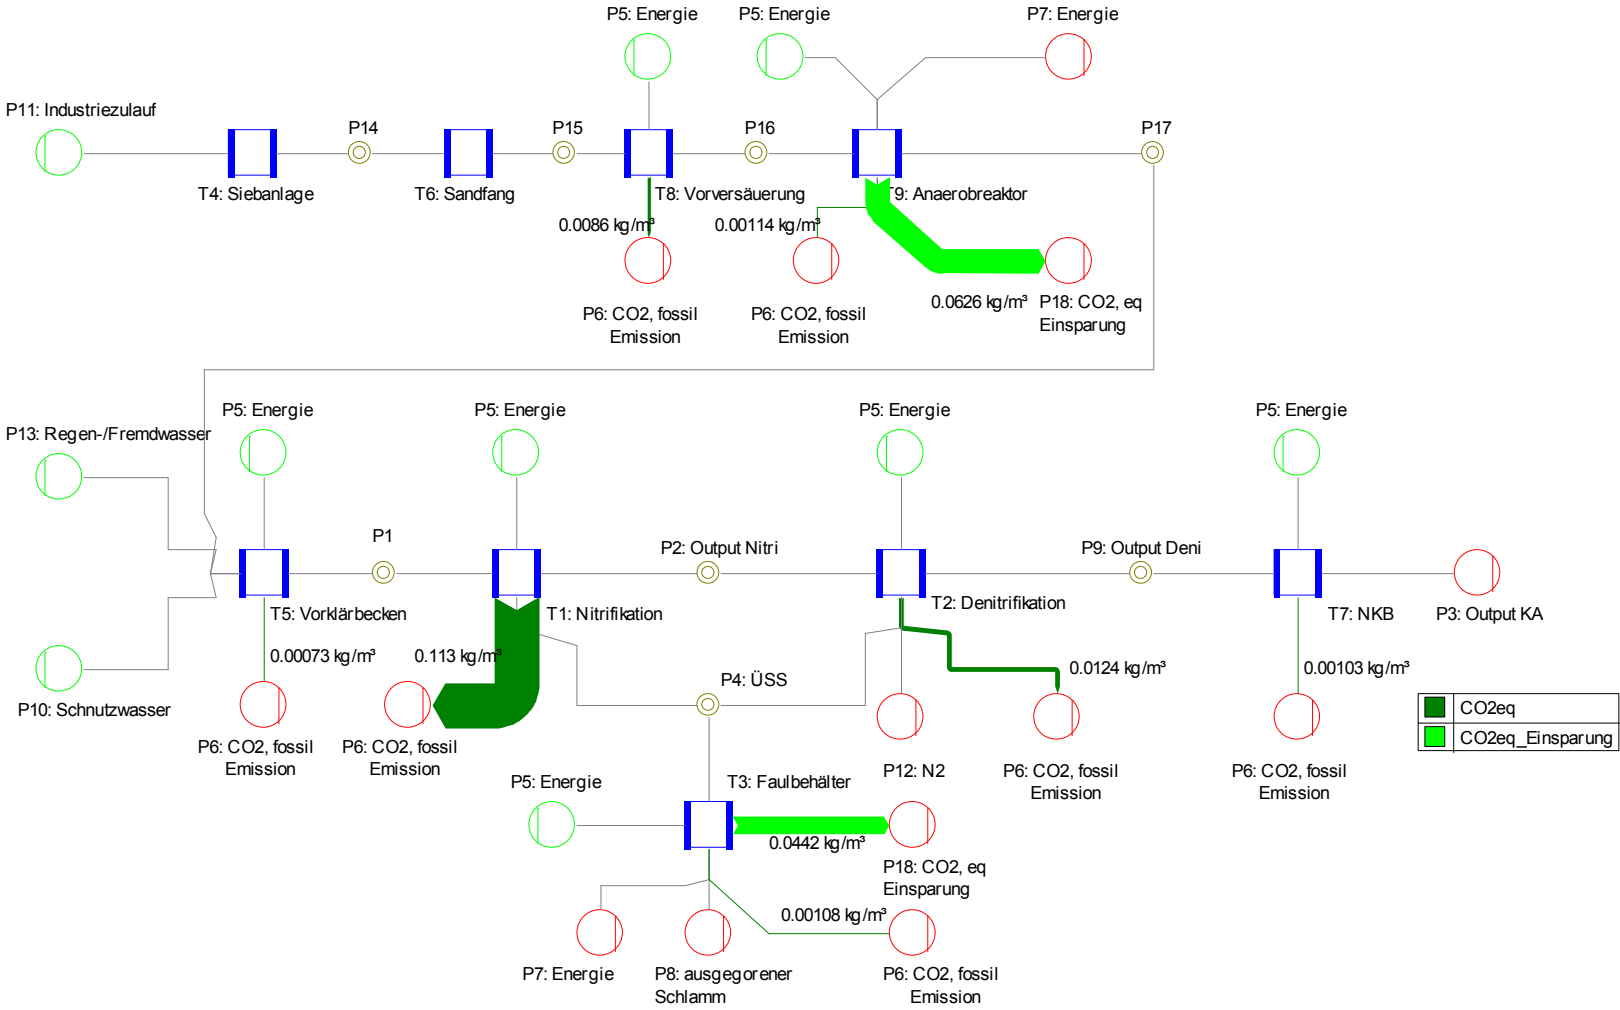 P5: Energie
P5: Energie
P7: Energie
P11: Industriezulauf
P14
P15
P16
P17
T4: Siebanlage
T6: Sandfang
T8: Vorversäuerung
T9: Anaerobreaktor
0.0086 kg/m³
0.00114 kg/m³
0.0626 kg/m³
P18: CO2, eq
Einsparung
P6: CO2, fossil
Emission
P6: CO2, fossil
Emission
P5: Energie
P5: Energie
P5: Energie
P5: Energie
P13: Regen-/Fremdwasser
P1
P2: Output Nitri
P9: Output Deni
T5: Vorklärbecken
T1: Nitrifikation
T2: Denitrifikation
T7: NKB
P3: Output KA
0.00073 kg/m³
0.113 kg/m³
0.0124 kg/m³
0.00103 kg/m³
P4: ÜSS
P10: Schnutzwasser
CO2eq
CO2eq_Einsparung
P6: CO2, fossil
Emission
P6: CO2, fossil
Emission
P12: N2
P6: CO2, fossil
Emission
P6: CO2, fossil
Emission
P5: Energie
T3: Faulbehälter
0.0442 kg/m³
P18: CO2, eq
Einsparung
0.00108 kg/m³
P7: Energie
P8: ausgegorener
Schlamm
P6: CO2, fossil
Emission